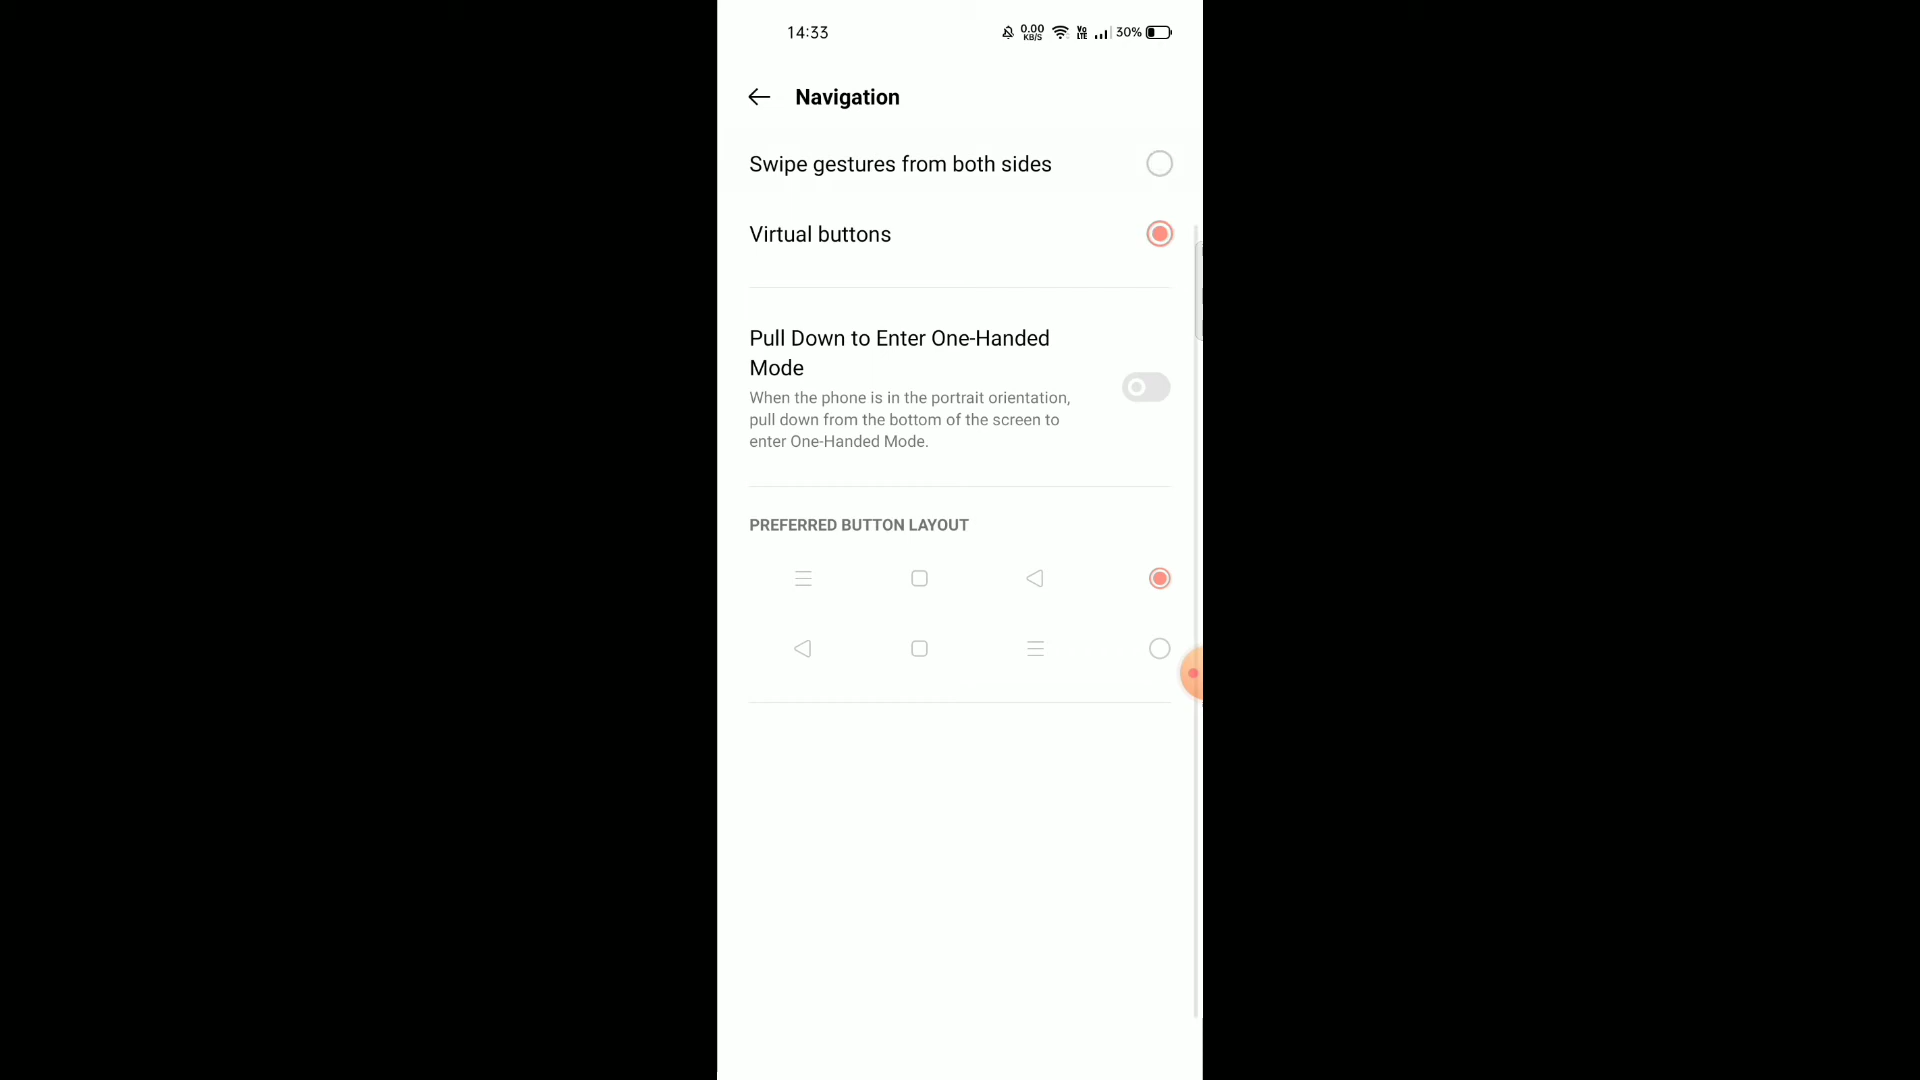 14:33
0.00 KB/S
Vo LTE
30%
Navigation
Swipe gestures from both sides
Virtual buttons
Pull Down to Enter One-Handed
Mode
When the phone is in the portrait orientation,
pull down from the bottom of the screen to
enter One-Handed Mode.
PREFERRED BUTTON LAYOUT